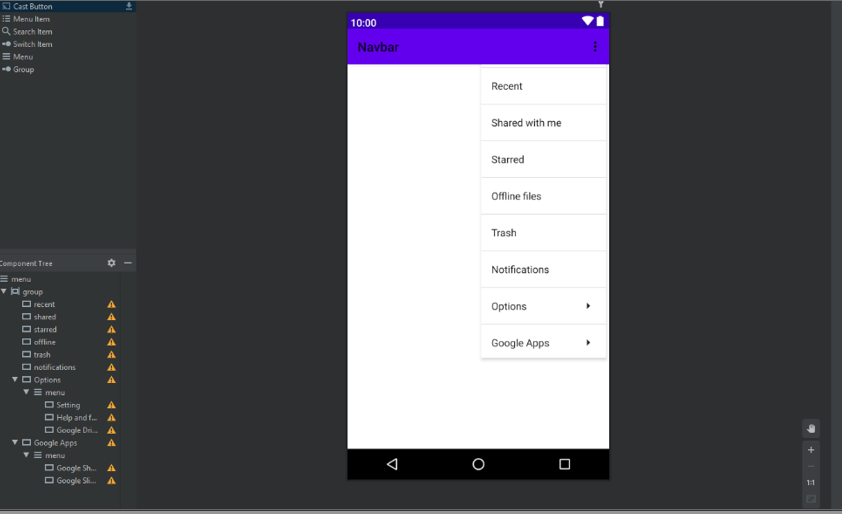 Cast Button
Menu Item
Search Item
Switch Item
Menu
Group
Component Tree
menu
group
recent
shared
starred
offline
trash
notifications
Options
menu
Setting
Help and f...
Google Dri...
Google Apps
menu
Google Sh...
Google Sli...
10:00
Navbar
Recent
Shared with me
Starred
Offline files
Trash
Notifications
Options
Google Apps
1:1